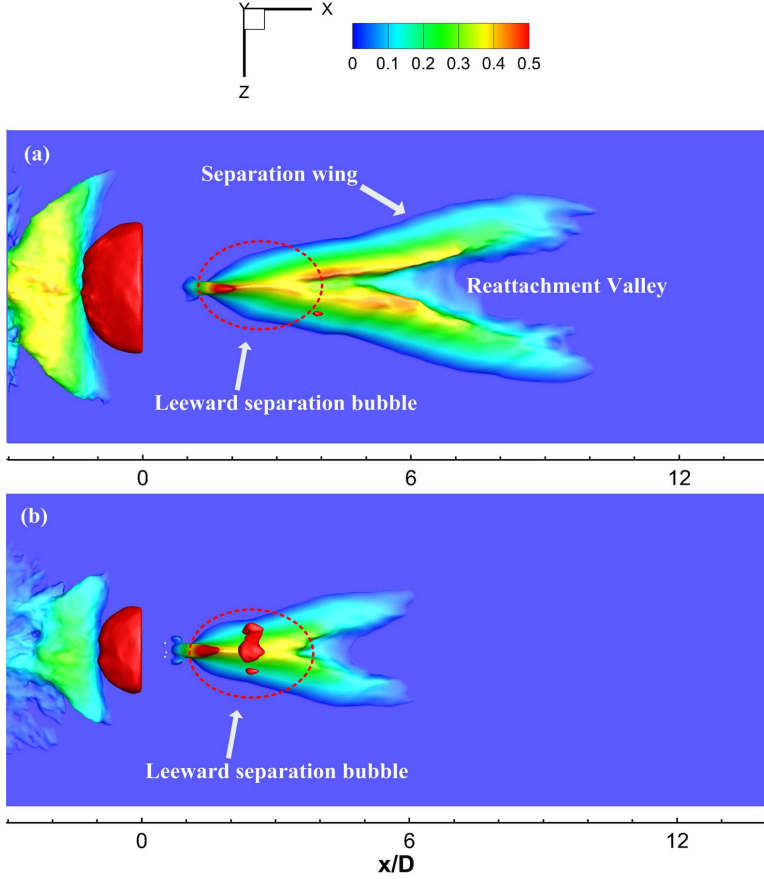 Y X
Z
0 0.1 0.2 0.3 0.4 0.5
(a)
Separation wing
Reattachment Valley
Leeward separation bubble
0 6 12
(b)
Leeward separation bubble
0 6 12
x/D